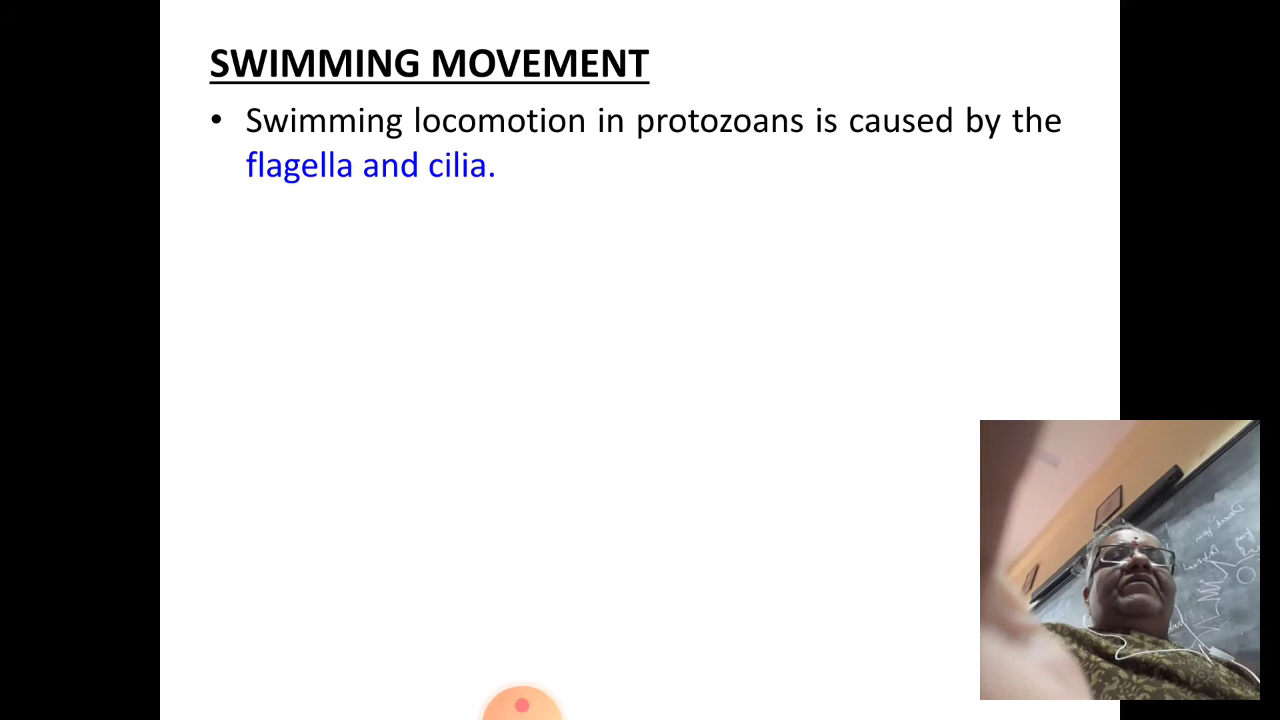 SWIMMING MOVEMENT
• Swimming locomotion in protozoans is caused by the
flagella and cilia.